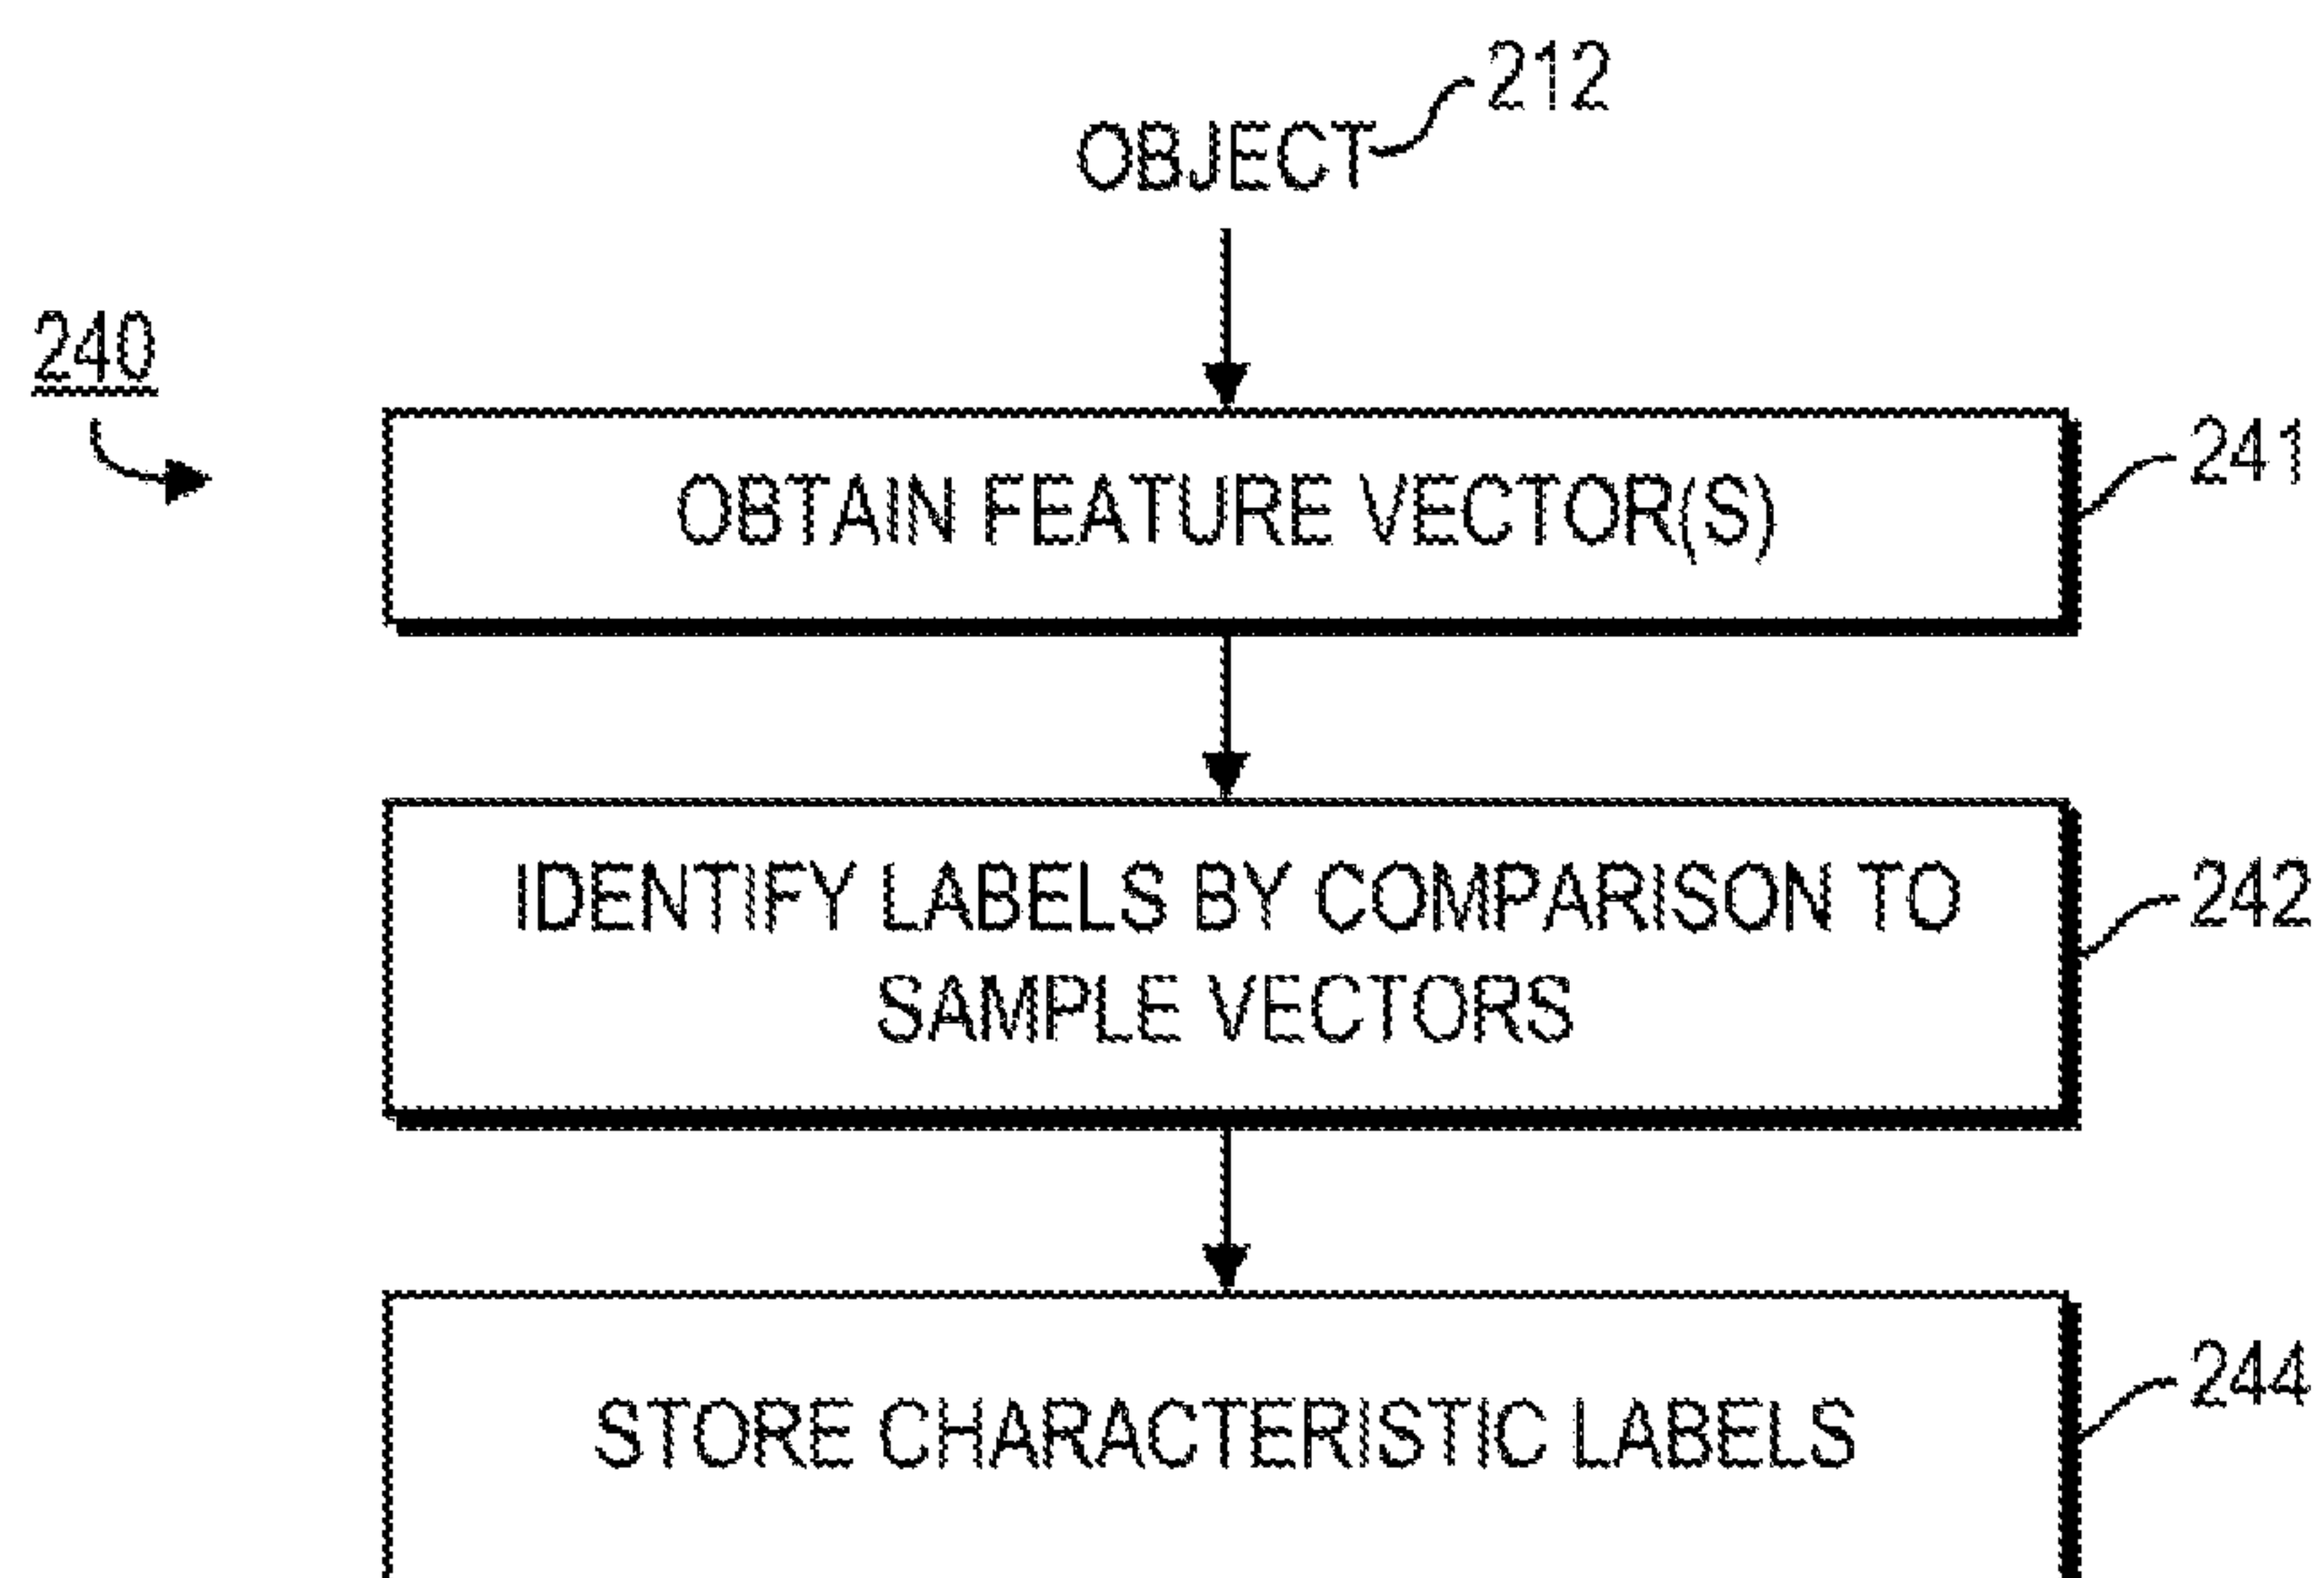 212
OBJECT
240
OBTAIN FEATURE VECTOR(S)
241
IDENTIFY LABELS BY COMPARISON TO
SAMPLE VECTORS
242
STORE CHARACTERISTIC LABELS
244